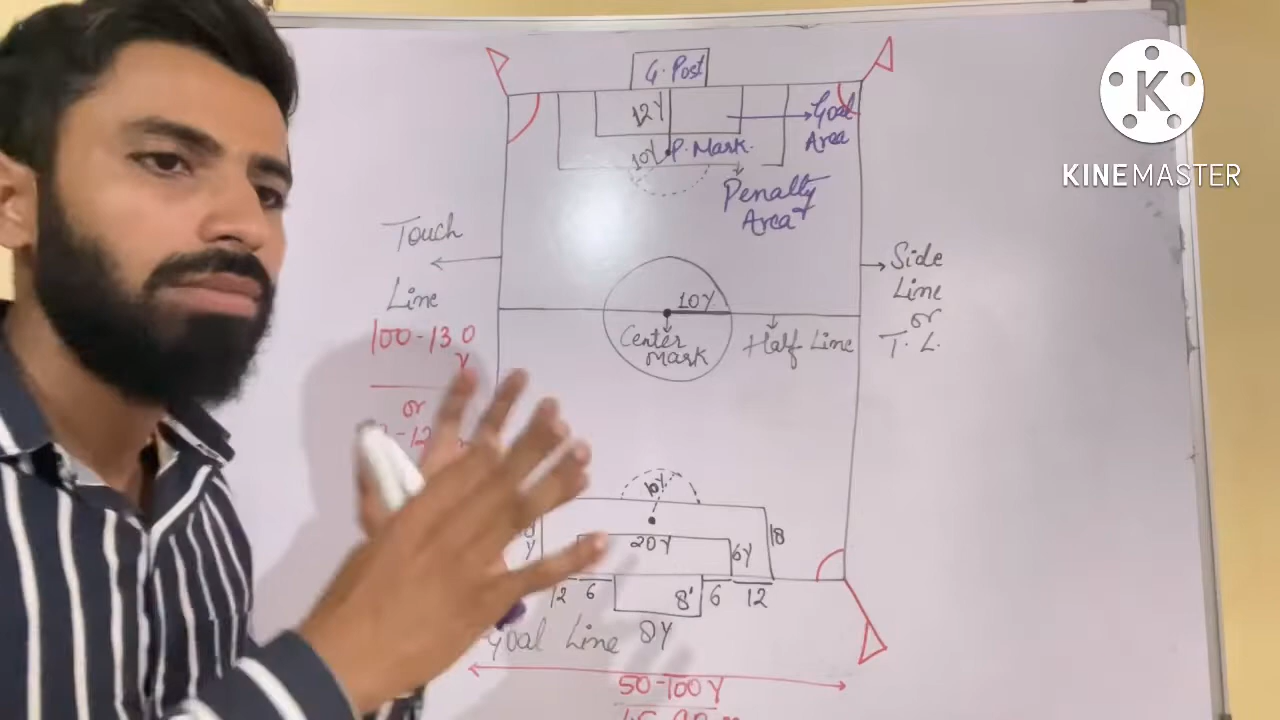 G. Post
12Y
Goal
Area
10Y
P. Mark
Penalty
Area
Touch
Line
100-130
Y
or
Side
Line
or
T. L.
10Y
Center
Mark
Half Line
10Y
20Y
6Y
18
Y
12
6
8'
6
12
Goal Line
8Y
50-100Y
K
KINEMASTER